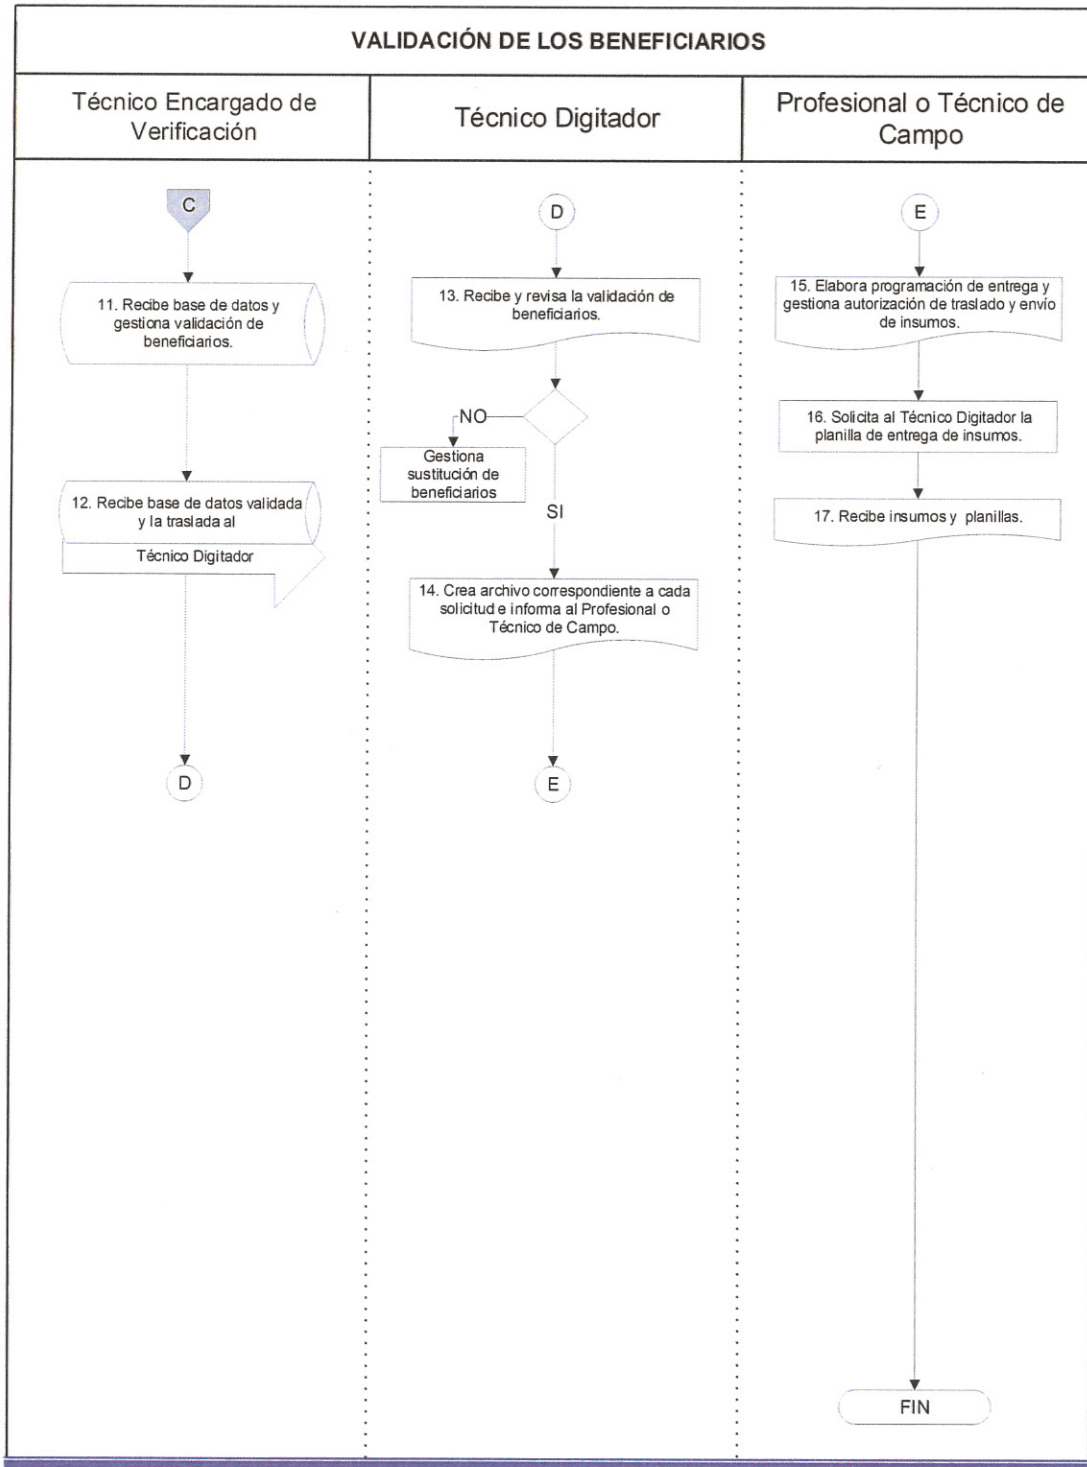 VALIDACIÓN DE LOS BENEFICIARIOS
Técnico Encargado de
Verificación
Técnico Digitador
Profesional o Técnico de
Campo
C
11. Recibe base de datos y
gestiona validación de
beneficiarios.
12. Recibe base de datos validada
y la traslada al
Técnico Digitador
D
D
13. Recibe y revisa la validación de
beneficiarios.
NO
Gestiona
sustitución de
beneficiarios
SI
14. Crea archivo correspondiente a cada
solicitud e informa al Profesional o
Técnico de Campo.
E
E
15. Elabora programación de entrega y
gestiona autorización de traslado y envío
de insumos.
16. Solicita al Técnico Digitador la
planilla de entrega de insumos.
17. Recibe insumos y planillas.
FIN